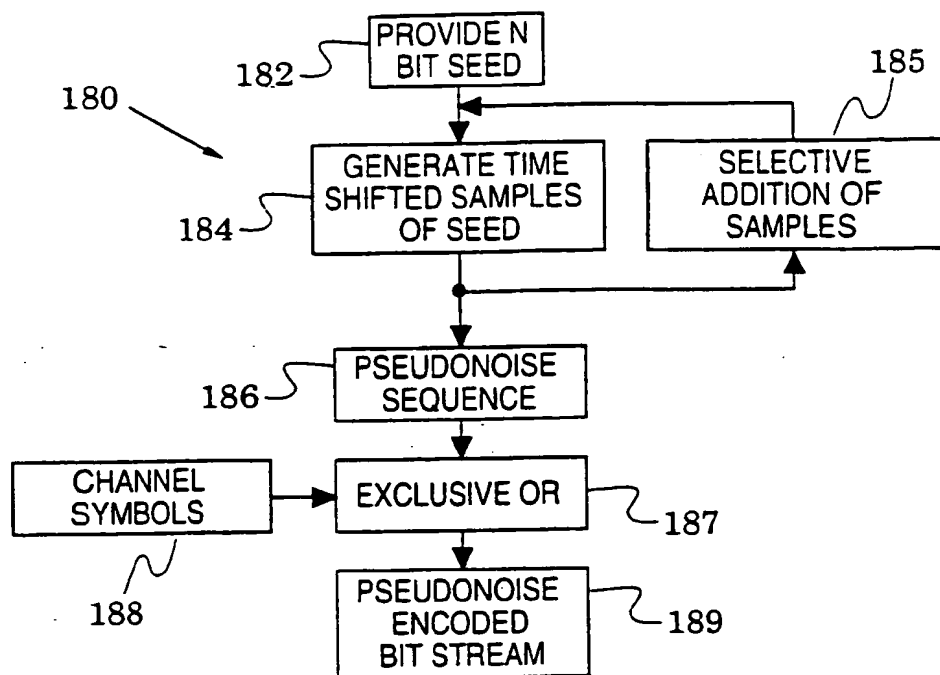 PROVIDE N
BIT SEED
182
185
180
GENERATE TIME
SHIFTED SAMPLES
OF SEED
184
SELECTIVE
ADDITION OF
SAMPLES
PSEUDONOISE
SEQUENCE
186
CHANNEL
SYMBOLS
EXCLUSIVE OR
187
188
PSEUDONOISE
ENCODED
BIT STREAM
189